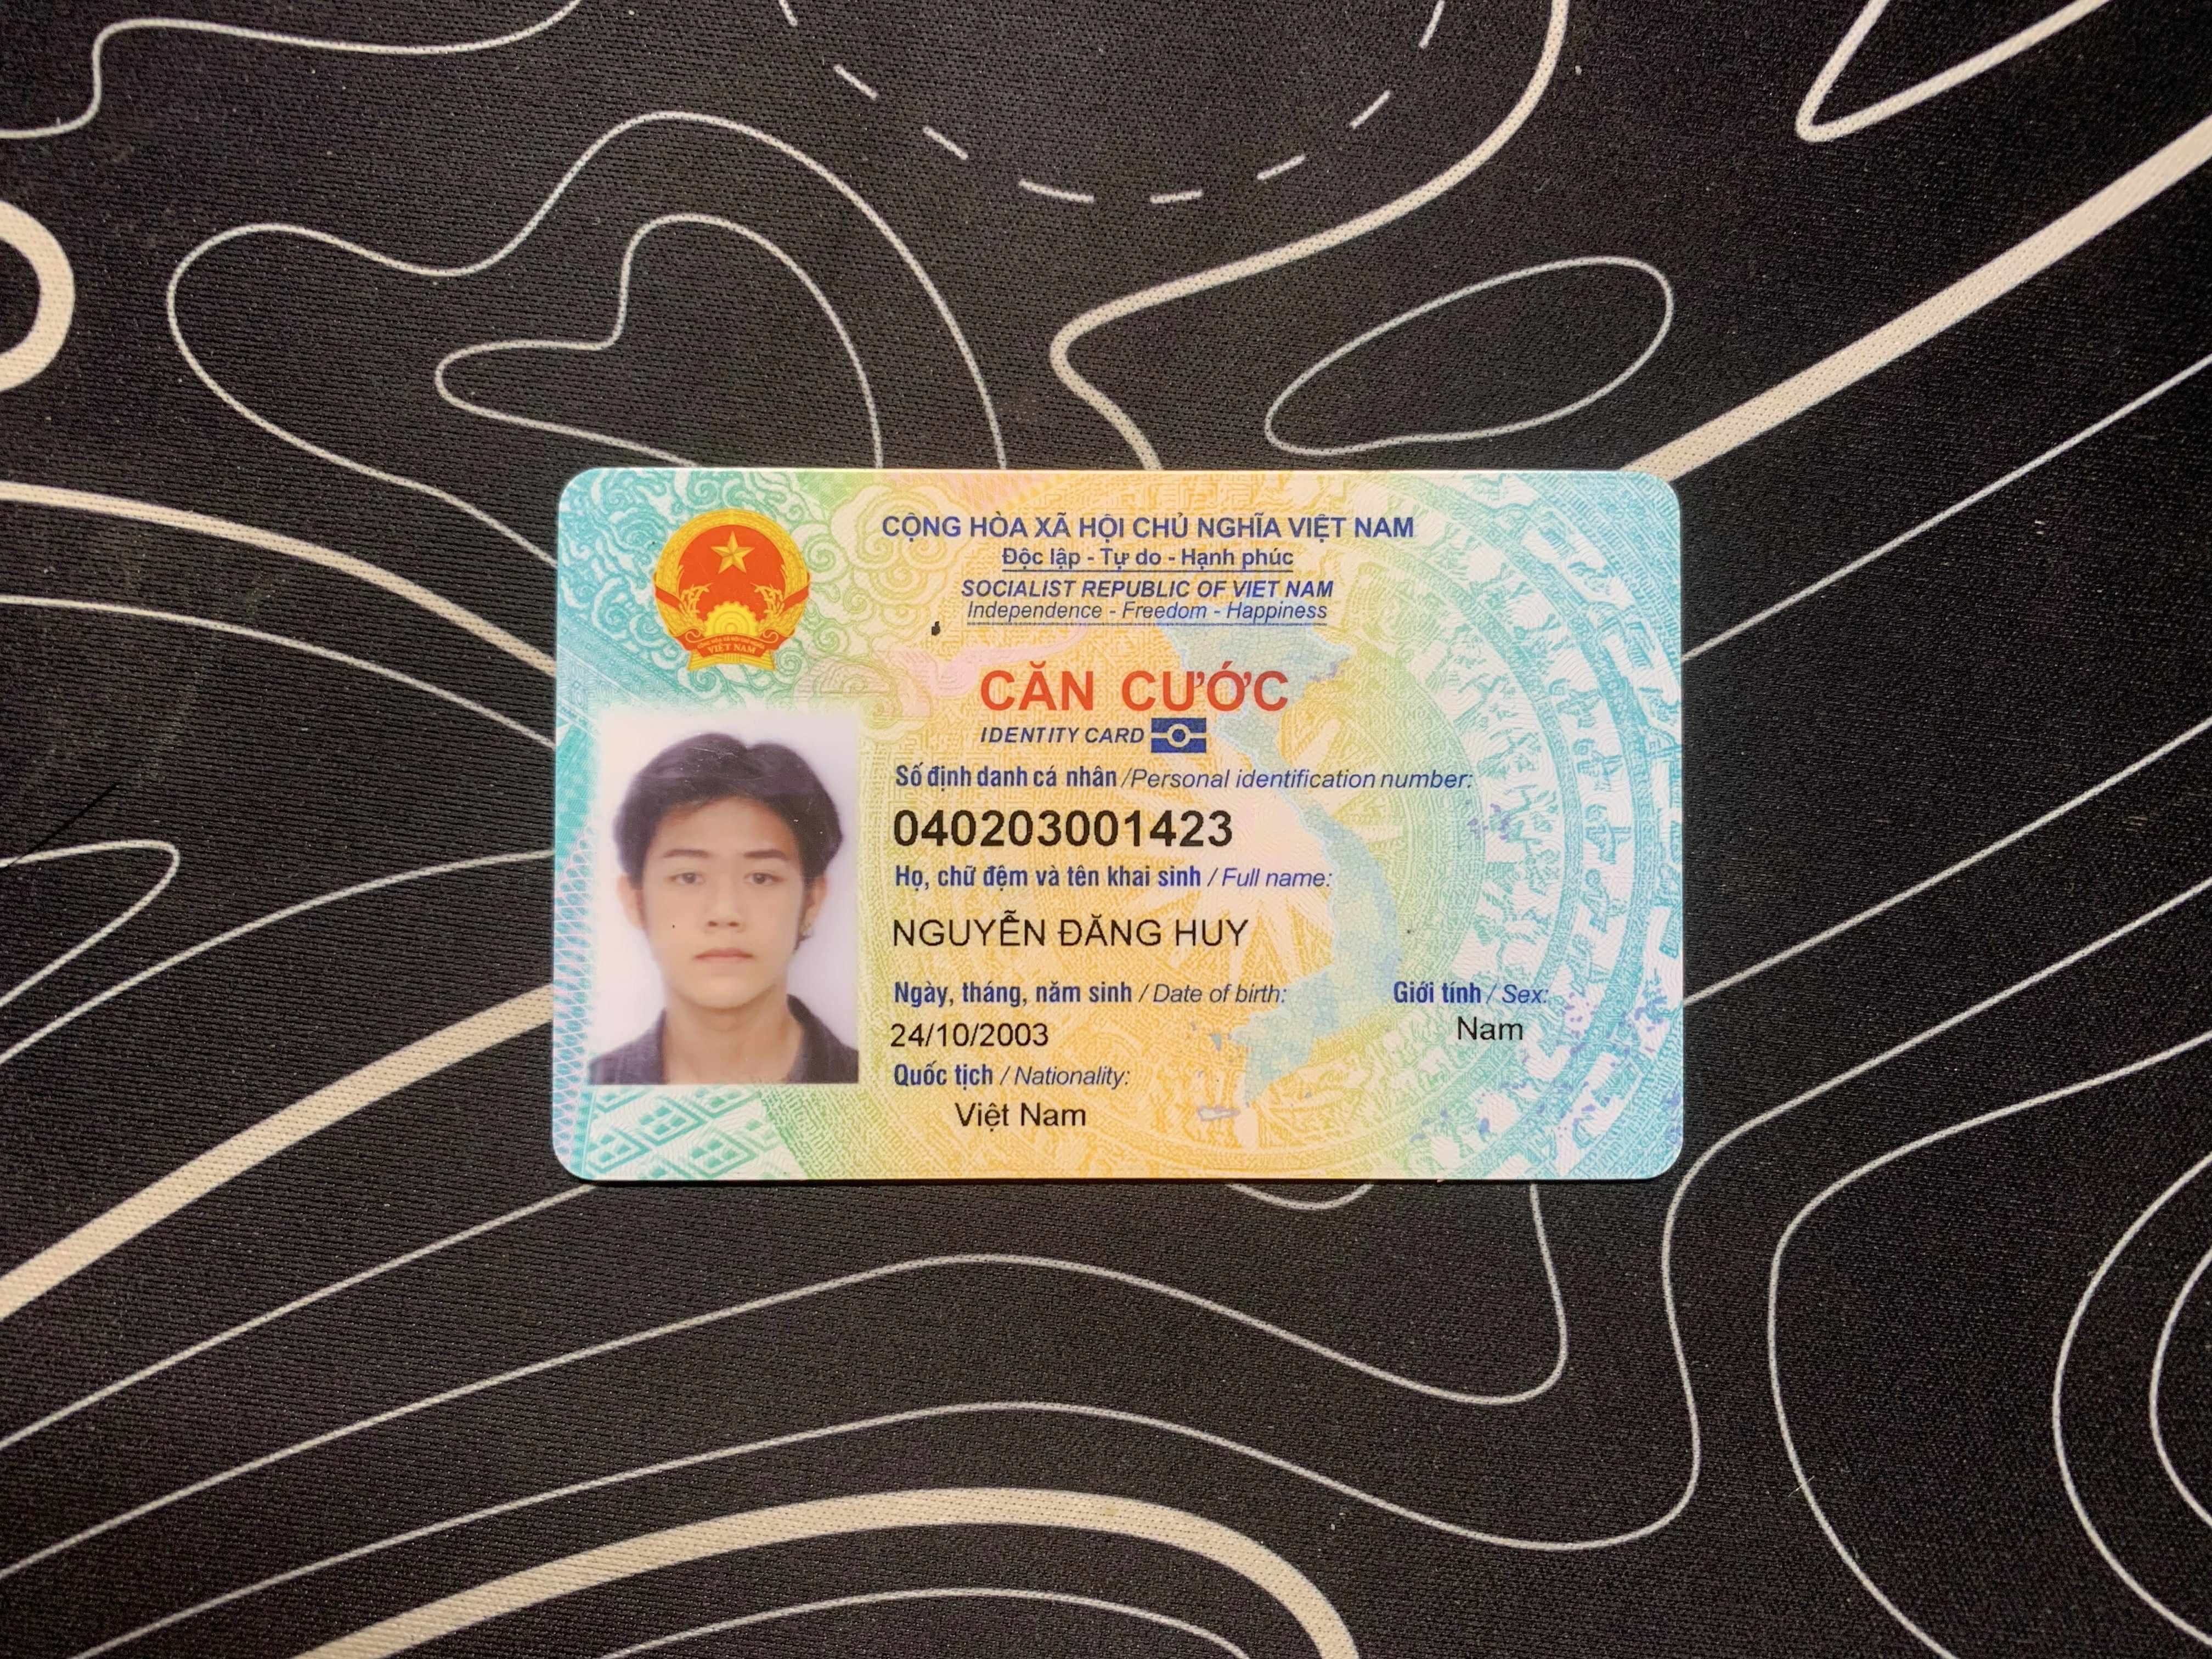 CỘNG HÒA XÃ HỘI CHỦ NGHĨA VIỆT NAM
Độc lập - Tự do - Hạnh phúc
SOCIALIST REPUBLIC OF VIET NAM
Independence - Freedom - Happiness
VIỆT NAM
CĂN CƯỚC
IDENTITY CARD
Số định danh cá nhân /Personal identification number:
040203001423
Họ, chữ đệm và tên khai sinh / Full name:
NGUYỄN ĐĂNG HUY
Ngày, tháng, năm sinh / Date of birth: Giới tính / Sex:
24/10/2003 Nam
Quốc tịch / Nationality:
Việt Nam